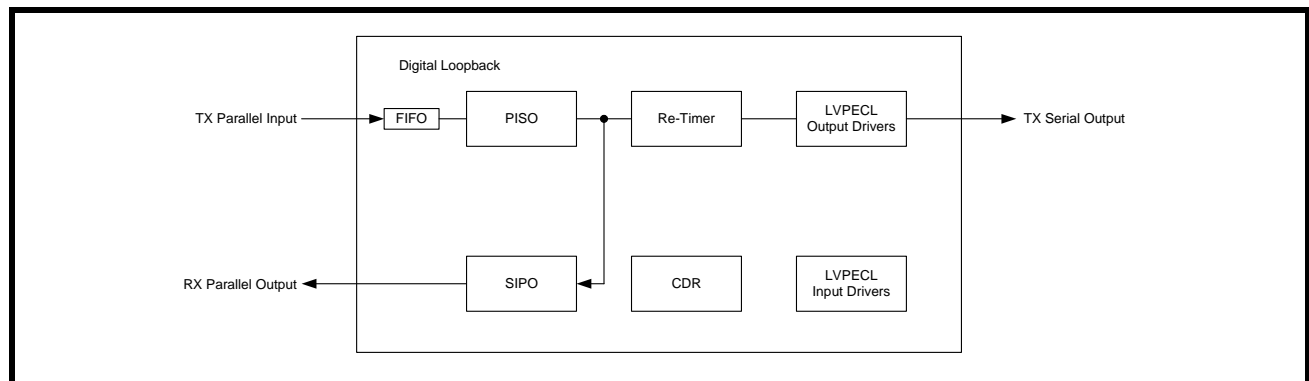 Digital Loopback
TX Parallel Input
FIFO
PISO
Re-Timer
LVPECL
Output Drivers
TX Serial Output
RX Parallel Output
SIPO
CDR
LVPECL
Input Drivers